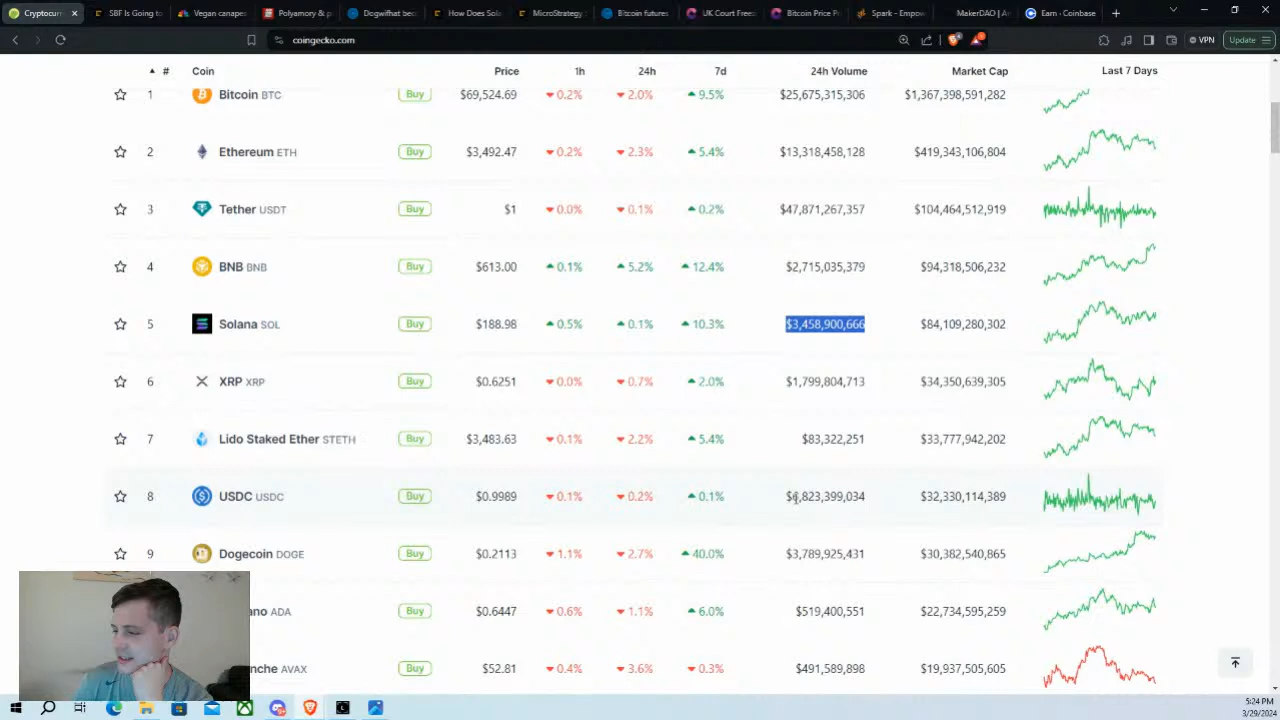 Cryptocurr
SBF Is Going to
Vegan canapes
Polyamory & p
Dogwifhat bec
How Does Sola
MicroStrategy
Bitcoin Futures
UK Court Freez
Bitcoin Price P
Spark - Empow
MakerDAO | An
Earn - Coinbase
coingecko.com
VPN
Update
# Coin Price 1h 24h 7d 24h Volume Market Cap Last 7 Days
1 Bitcoin BTC Buy $69,524.69 0.2% 2.0% 9.5% $25,675,315,306 $1,367,398,591,282
2 Ethereum ETH Buy $3,492.47 0.2% 2.3% 5.4% $13,318,458,128 $419,343,106,804
3 Tether USDT Buy $1 0.0% 0.1% 0.2% $47,871,267,357 $104,464,512,919
4 BNB BNB Buy $613.00 0.1% 5.2% 12.4% $2,715,035,379 $94,318,506,232
5 Solana SOL Buy $188.98 0.5% 0.1% 10.3% $3,458,900,666 $84,109,280,302
6 XRP XRP Buy $0.6251 0.0% 0.7% 2.0% $1,799,804,713 $34,350,639,305
7 Lido Staked Ether STETH Buy $3,483.63 0.1% 2.2% 5.4% $83,322,251 $33,777,942,202
8 USDC USDC Buy $0.9989 0.1% 0.2% 0.1% $6,823,399,034 $32,330,114,389
9 Dogecoin DOGE Buy $0.2113 1.1% 2.7% 40.0% $3,789,925,431 $30,382,540,865
ano ADA Buy $0.6447 0.6% 1.1% 6.0% $519,400,551 $22,734,595,259
nche AVAX Buy $52.81 0.4% 3.6% 0.3% $491,589,898 $19,937,505,605
5:24 PM
3/29/2024